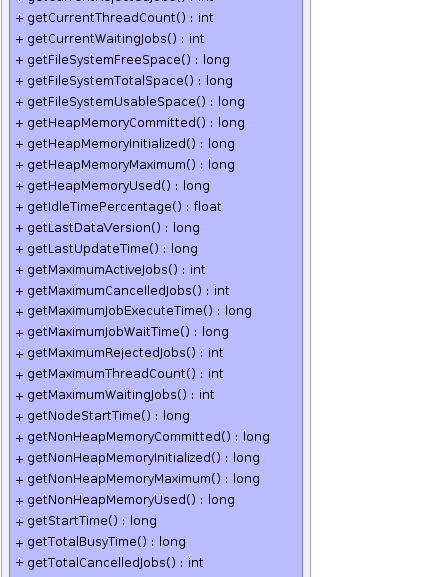 + getCurrentRejectedJobs() : int
+ getCurrentThreadCount() : int
+ getCurrentWaitingJobs() : int
+ getFileSystemFreeSpace() : long
+ getFileSystemTotalSpace() : long
+ getFileSystemUsableSpace() : long
+ getHeapMemoryCommitted() : long
+ getHeapMemoryInitialized() : long
+ getHeapMemoryMaximum() : long
+ getHeapMemoryUsed() : long
+ getIdleTimePercentage() : float
+ getLastDataVersion() : long
+ getLastUpdateTime() : long
+ getMaximumActiveJobs() : int
+ getMaximumCancelledJobs() : int
+ getMaximumJobExecuteTime() : long
+ getMaximumJobWaitTime() : long
+ getMaximumRejectedJobs() : int
+ getMaximumThreadCount() : int
+ getMaximumWaitingJobs() : int
+ getNodeStartTime() : long
+ getNonHeapMemoryCommitted() : long
+ getNonHeapMemoryInitialized() : long
+ getNonHeapMemoryMaximum() : long
+ getNonHeapMemoryUsed() : long
+ getStartTime() : long
+ getTotalBusyTime() : long
+ getTotalCancelledJobs() : int